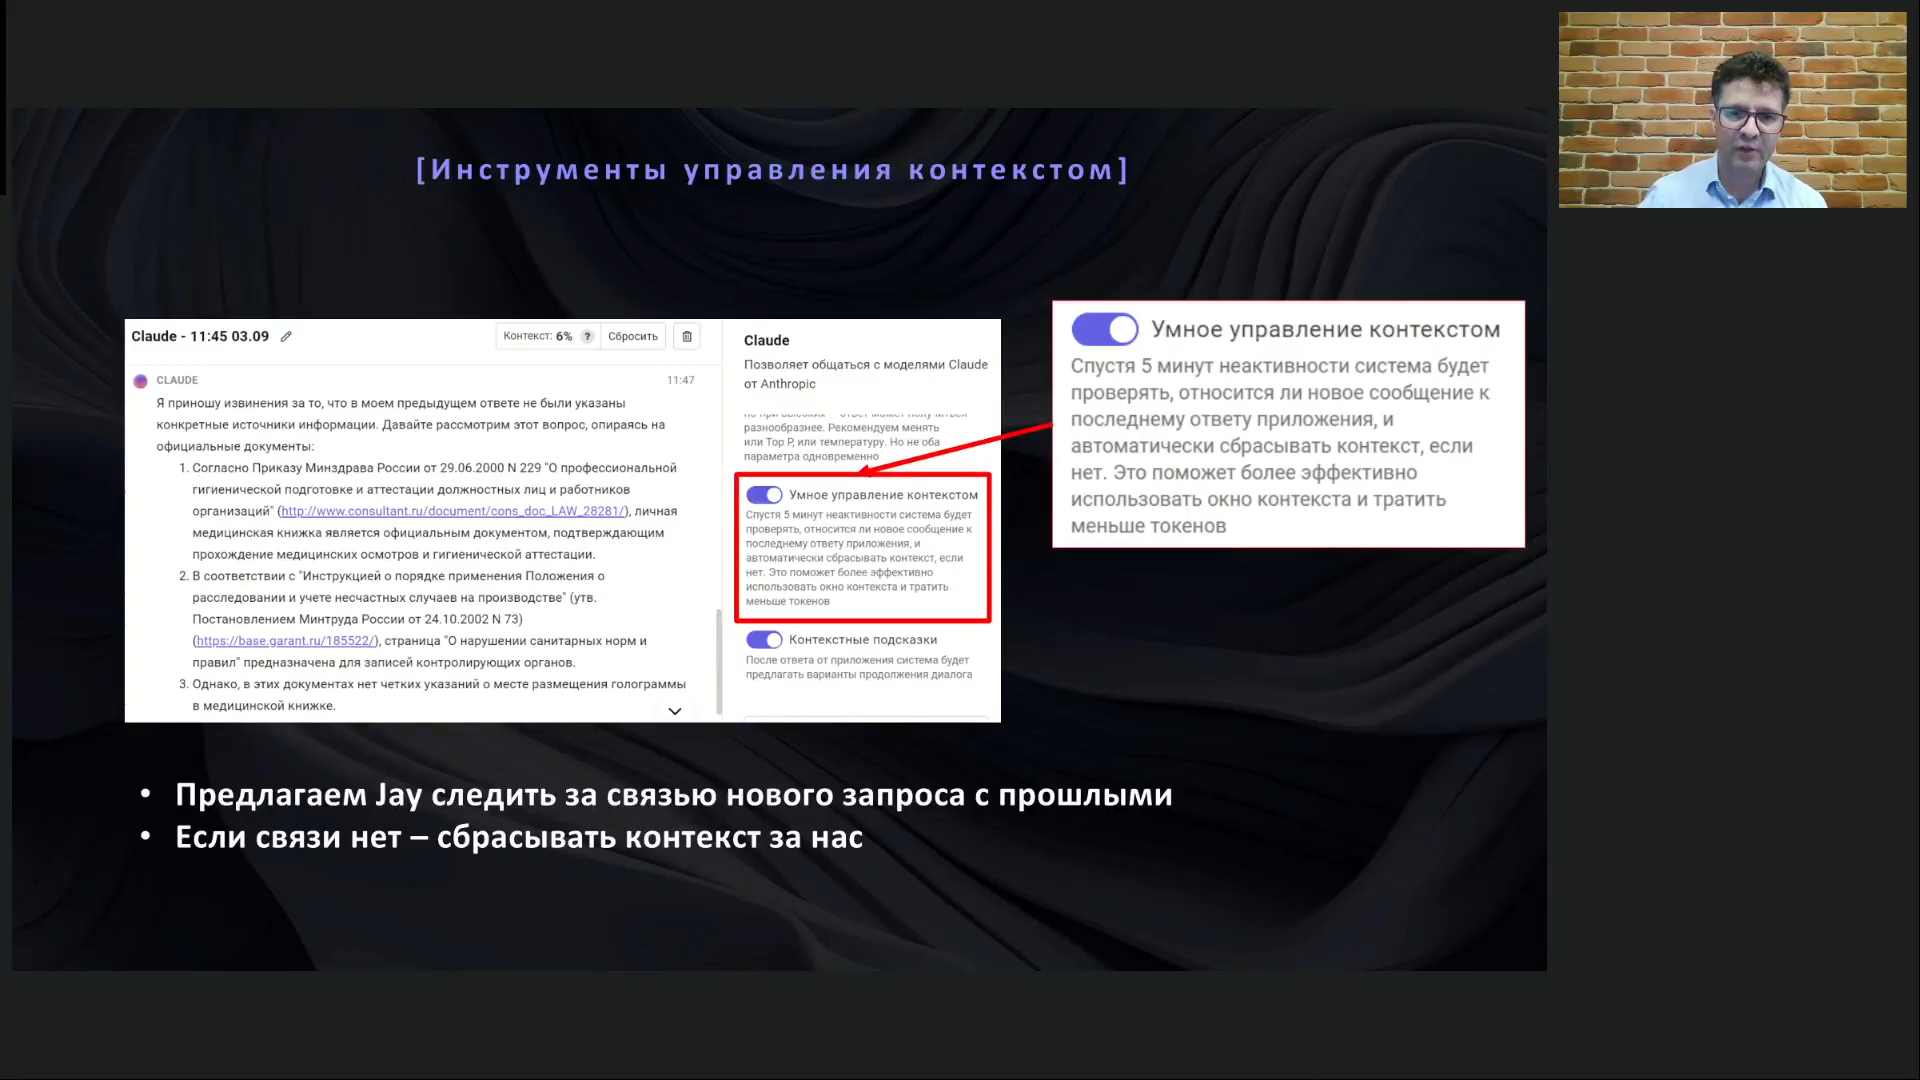 [Инструменты управления контекстом]
Claude - 11:45 03.09
Контекст: 6% ? Сбросить
CLAUDE 11:47
Я приношу извинения за то, что в моем предыдущем ответе не были указаны
конкретные источники информации. Давайте рассмотрим этот вопрос, опираясь на
официальные документы:
1. Согласно Приказу Минздрава России от 29.06.2000 N 229 "О профессиональной
гигиенической подготовке и аттестации должностных лиц и работников
организаций" (http://www.consultant.ru/document/cons_doc_LAW_28281/), личная
медицинская книжка является официальным документом, подтверждающим
прохождение медицинских осмотров и гигиенической аттестации.
2. В соответствии с "Инструкцией о порядке применения Положения о
расследовании и учете несчастных случаев на производстве" (утв.
Постановлением Минтруда России от 24.10.2002 N 73)
(https://base.garant.ru/185522/), страница "О нарушении санитарных норм и
правил" предназначена для записей контролирующих органов.
3. Однако, в этих документах нет четких указаний о месте размещения голограммы
в медицинской книжке.
Claude
Позволяет общаться с моделями Claude
от Anthropic
разнообразнее. Рекомендуем менять
или Top P, или температуру. Но не оба
параметра одновременно
Умное управление контекстом
Спустя 5 минут неактивности система будет
проверять, относится ли новое сообщение к
последнему ответу приложения, и
автоматически сбрасывать контекст, если
нет. Это поможет более эффективно
использовать окно контекста и тратить
меньше токенов
Контекстные подсказки
После ответа от приложения система будет
предлагать варианты продолжения диалога
Умное управление контекстом
Спустя 5 минут неактивности система будет
проверять, относится ли новое сообщение к
последнему ответу приложения, и
автоматически сбрасывать контекст, если
нет. Это поможет более эффективно
использовать окно контекста и тратить
меньше токенов
• Предлагаем Jay следить за связью нового запроса с прошлыми
• Если связи нет – сбрасывать контекст за нас